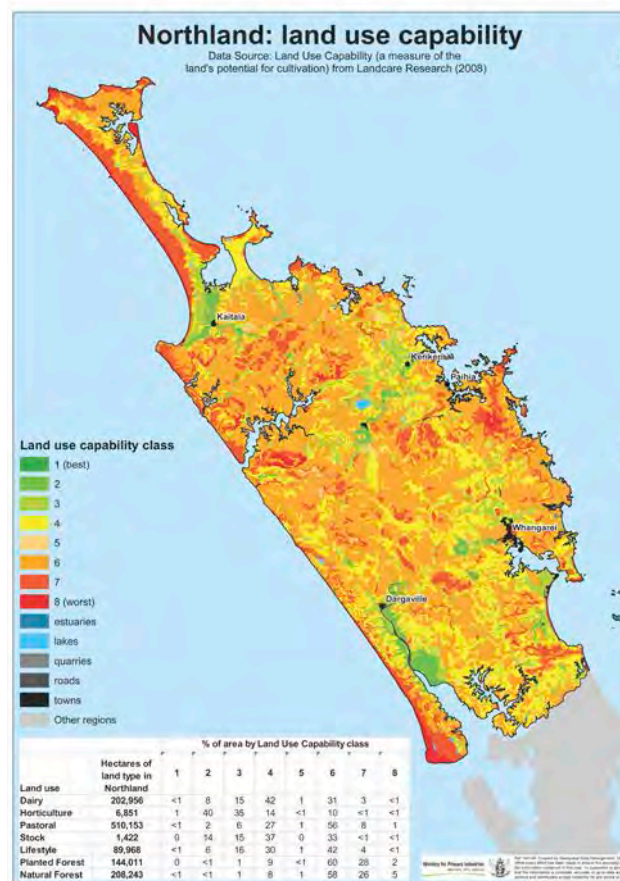 Northland: land use capability
Data Source: Land Use Capability (a measure of the
land's potential for cultivation) from Landcare Research (2008)
Kaitaia
Kerikeri
Paihia
Land use capability class
1 (best)
2
3
4
5
6
7
8 (worst)
estuaries
lakes
quarries
roads
towns
Other regions
Whangarei
Dargaville
% of area by Land Use Capability class
Land use Hectares of land type in Northland 1 2 3 4 5 6 7 8
Dairy 202,956 <1 8 15 42 1 31 3 <1
Horticulture 6,851 1 40 35 14 <1 10 <1 <1
Pastoral 510,153 <1 2 6 27 1 56 8 1
Stock 1,422 0 14 15 37 0 33 <1 <1
Lifestyle 89,968 <1 6 16 30 1 42 4 <1
Planted Forest 144,011 0 <1 1 9 <1 60 28 2
Natural Forest 208,243 <1 <1 1 8 1 58 26 5
Ministry for Primary Industries